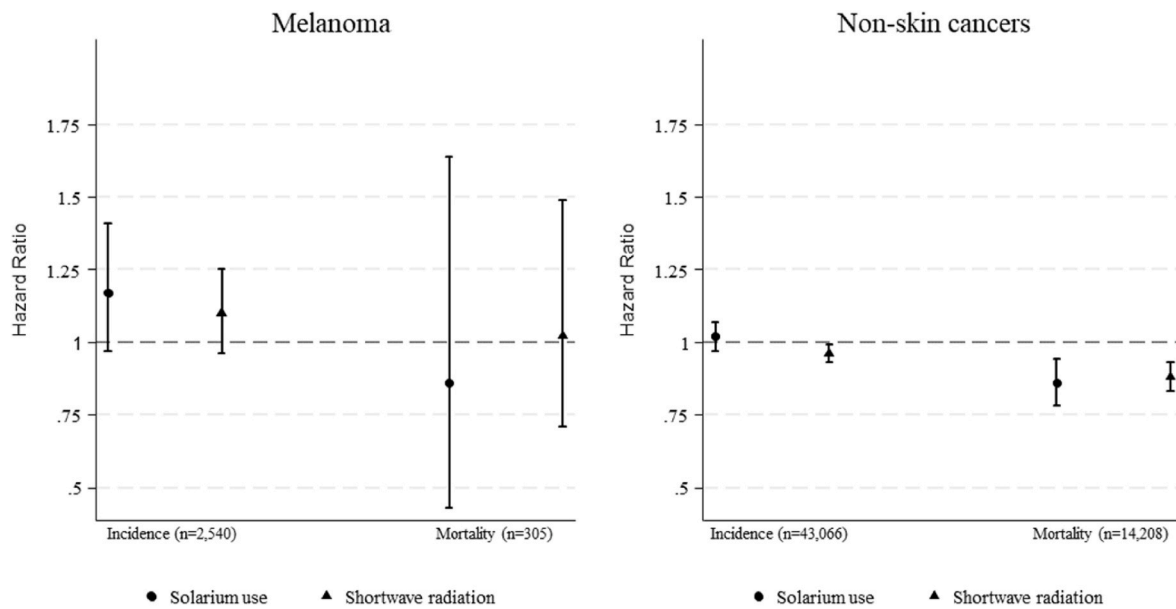 Melanoma
Hazard Ratio
1.75
1.5
1.25
1
.75
.5
Incidence (n=2,540)
Mortality (n=305)
Solarium use
Shortwave radiation
Non-skin cancers
Hazard Ratio
1.75
1.5
1.25
1
.75
.5
Incidence (n=43,066)
Mortality (n=14,208)
Solarium use
Shortwave radiation